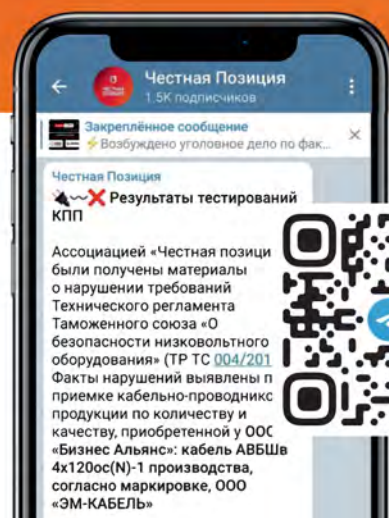 Честная Позиция
1.5K подписчиков
Закреплённое сообщение
⚡Возбуждено уголовное дело по фак...
Честная Позиция
Результаты тестирований
КПП
Ассоциацией «Честная позици
были получены материалы
о нарушении требований
Технического регламента
Таможенного союза «О
безопасности низковольтного
оборудования» (ТР ТС 004/201
Факты нарушений выявлены п
приемке кабельно-проводникс
продукции по количеству и
качеству, приобретенной у ООС
«Бизнес Альянс»: кабель АВБШв
4х120ос(N)-1 производства,
согласно маркировке, ООО
«ЭМ-КАБЕЛЬ»